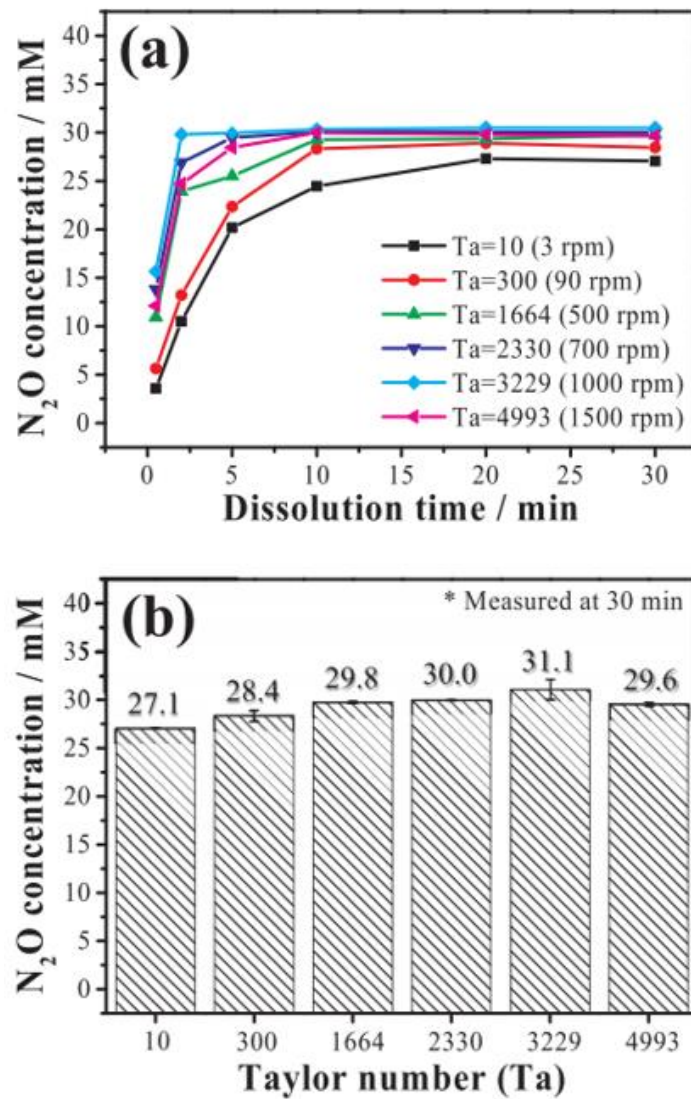 (a)
N₂O concentration / mM
40
35
30
25
20
15
10
5
0
Ta=10 (3 rpm)
Ta=300 (90 rpm)
Ta=1664 (500 rpm)
Ta=2330 (700 rpm)
Ta=3229 (1000 rpm)
Ta=4993 (1500 rpm)
0 5 10 15 20 25 30
Dissolution time / min
(b)
* Measured at 30 min
N₂O concentration / mM
40
35
30
25
20
15
10
5
0
27.1 28.4 29.8 30.0 31.1 29.6
10 300 1664 2330 3229 4993
Taylor number (Ta)